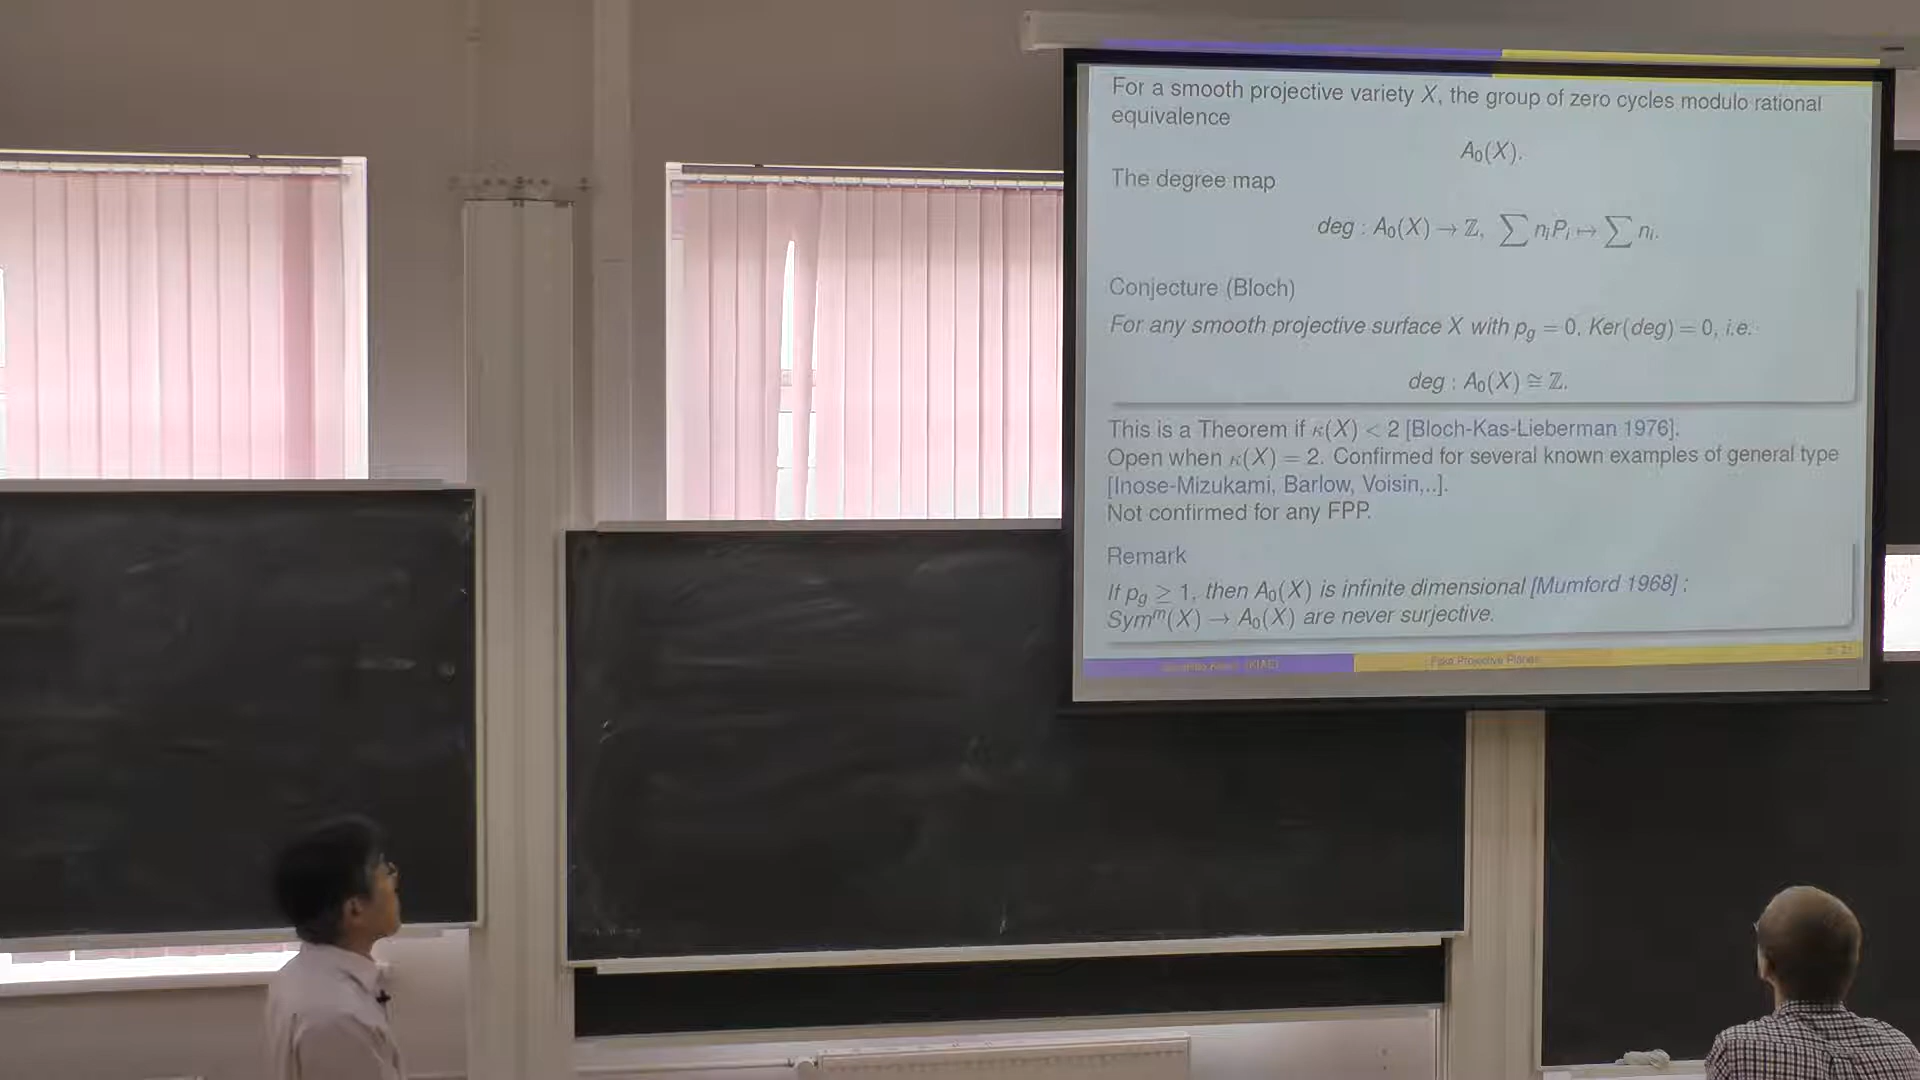 For a smooth projective variety X, the group of zero cycles modulo rational
equivalence
A₀(X).
The degree map
deg : A₀(X) → ℤ, ∑ nᵢPᵢ ↦ ∑ nᵢ.
Conjecture (Bloch)
For any smooth projective surface X with p_g = 0, Ker(deg) = 0, i.e.
deg : A₀(X) ≅ ℤ.
This is a Theorem if κ(X) < 2 [Bloch-Kas-Lieberman 1976].
Open when κ(X) = 2. Confirmed for several known examples of general type
[Inose-Mizukami, Barlow, Voisin,..].
Not confirmed for any FPP.
Remark
If p_g ≥ 1, then A₀(X) is infinite dimensional [Mumford 1968] ;
Symᵐ(X) → A₀(X) are never surjective.
(KIAS)
Fake Projective Planes